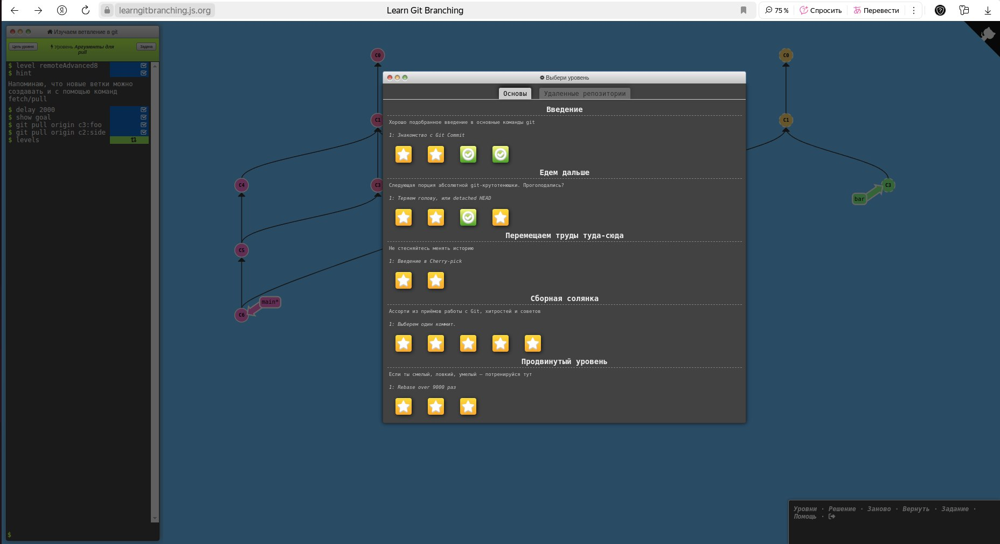 learngitbranching.js.org
Learn Git Branching
75 %
Спросить
Перевести
Изучаем ветвление в git
Цель уровня
Уровень Аргументы для pull
Задача
$ level remoteAdvanced8
$ hint
Напоминаю, что новые ветки можно
создавать и с помощью команд
fetch/pull
$ delay 2000
$ show goal
$ git pull origin c3:foo
$ git pull origin c2:side
$ levels
$
C0
C1
C4
C3
C5
main*
C6
C0
C1
C3
bar
Выбери уровень
Основы
Удаленные репозитории
Введение
Хорошо подобранное введение в основные команды git
1: Знакомство с Git Commit
Едем дальше
Следующая порция абсолютной git-крутотенюшки. Проголодались?
1: Теряем голову, или detached HEAD
Перемещаем труды туда-сюда
Не стесняйтесь менять историю
1: Введение в Cherry-pick
Сборная солянка
Ассорти из приёмов работы с Git, хитростей и советов
1: Выберем один коммит.
Продвинутый уровень
Если ты смелый, ловкий, умелый – потренируйся тут
1: Rebase over 9000 раз
Уровни · Решение · Заново · Вернуть · Задание ·
Помощь ·